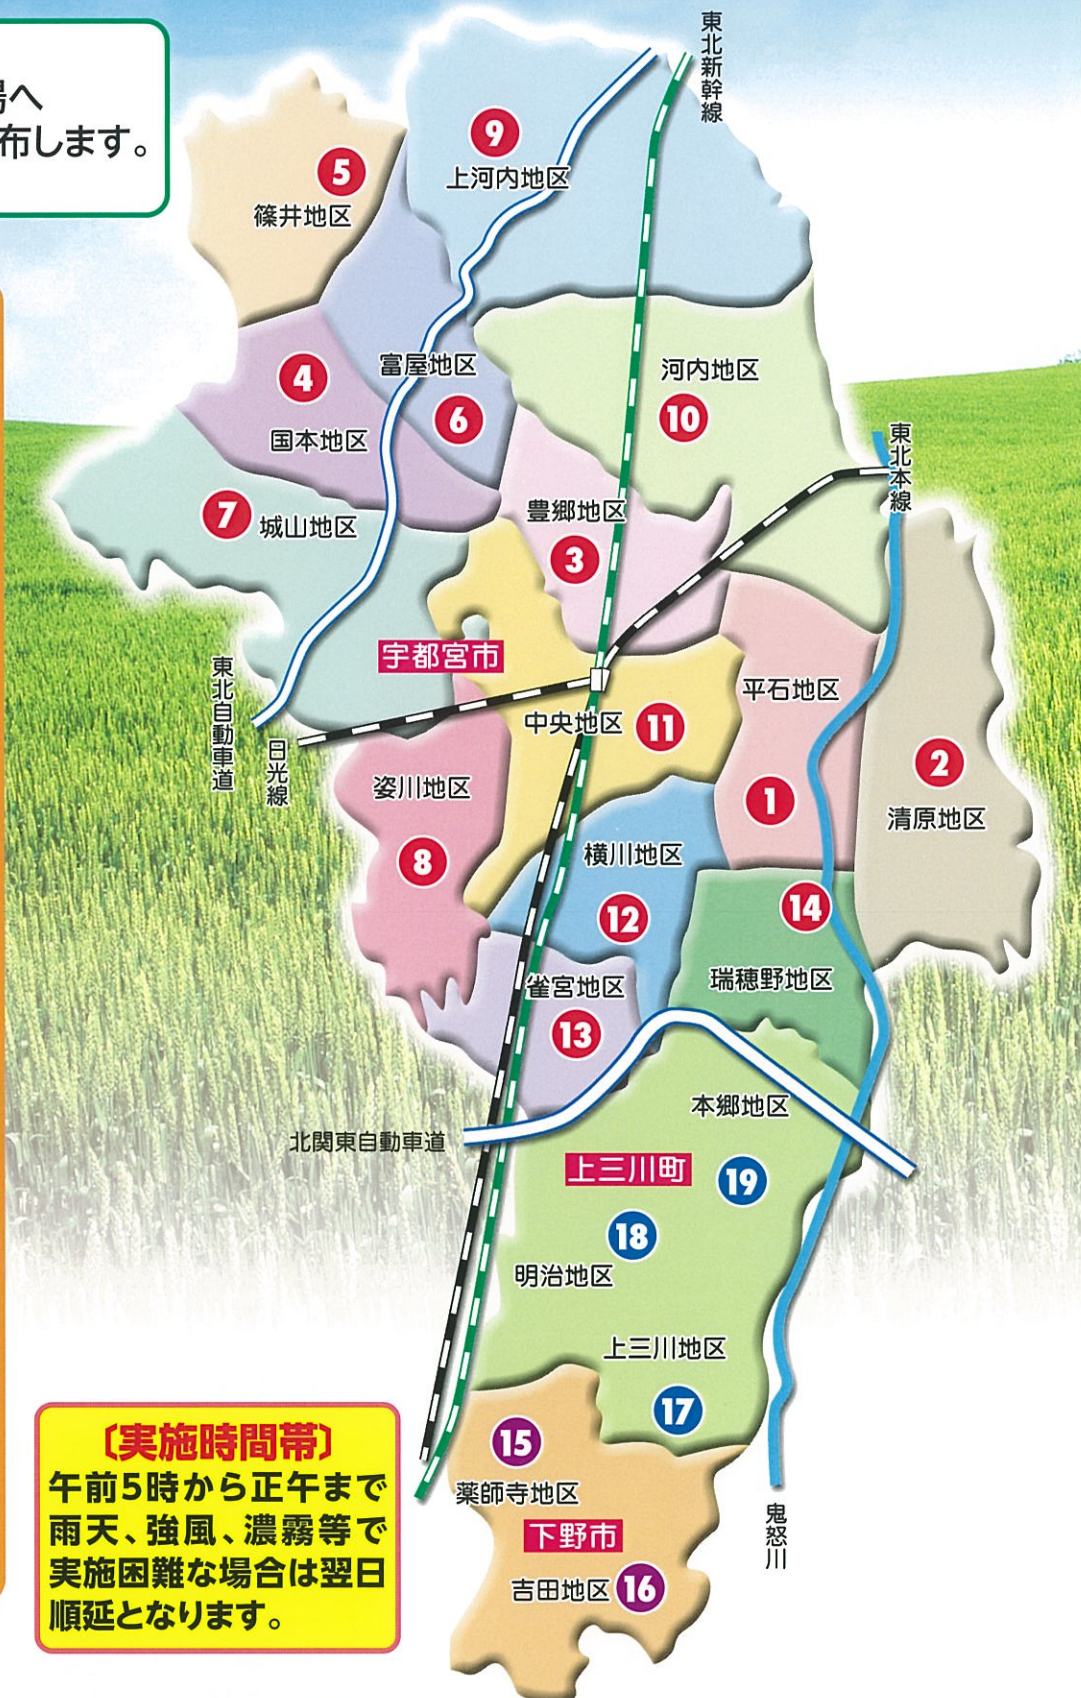 場へ
布します。
東北新幹線
9
上河内地区
5
篠井地区
富屋地区
6
4
国本地区
河内地区
10
東北本線
7 城山地区
豊郷地区
3
宇都宮市
東北自動車道
日光線
中央地区 11
平石地区
1
2
清原地区
姿川地区
8
横川地区
12
14
瑞穂野地区
雀宮地区
13
本郷地区
北関東自動車道
上三川町
19
18
明治地区
上三川地区
17
15
薬師寺地区
下野市
吉田地区 16
鬼怒川
〔実施時間帯〕
午前5時から正午まで
雨天、強風、濃霧等で
実施困難な場合は翌日
順延となります。